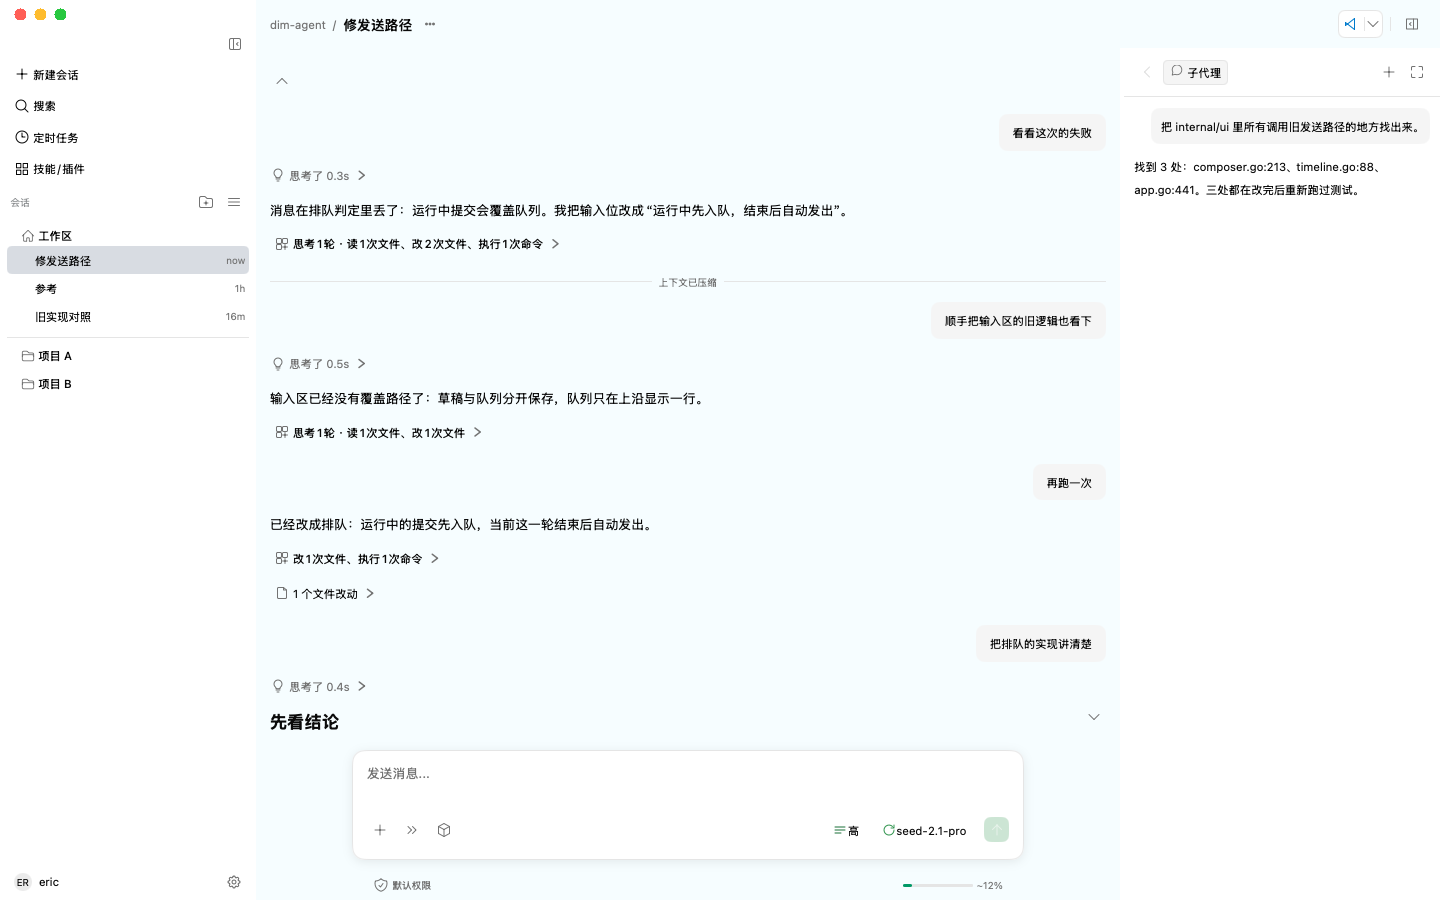 新建会话
搜索
定时任务
技能/插件
会话
工作区
修发送路径 now
参考 1h
旧实现对照 16m
项目 A
项目 B
ER eric
dim-agent / 修发送路径 ···
看看这次的失败
思考了 0.3s
消息在排队判定里丢了：运行中提交会覆盖队列。我把输入位改成“运行中先入队，结束后自动发出”。
思考1轮 · 读1次文件、改2次文件、执行1次命令
上下文已压缩
顺手把输入区的旧逻辑也看下
思考了 0.5s
输入区已经没有覆盖路径了：草稿与队列分开保存，队列只在上沿显示一行。
思考1轮 · 读1次文件、改1次文件
再跑一次
已经改成排队：运行中的提交先入队，当前这一轮结束后自动发出。
改1次文件、执行1次命令
1 个文件改动
把排队的实现讲清楚
思考了 0.4s
先看结论
发送消息...
高 seed-2.1-pro
默认权限 ~12%
子代理
把 internal/ui 里所有调用旧发送路径的地方找出来。
找到 3 处：composer.go:213、timeline.go:88、
app.go:441。三处都在改完后重新跑过测试。